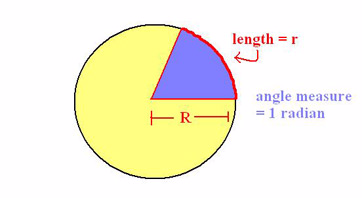 length = r
angle measure
= 1 radian
R